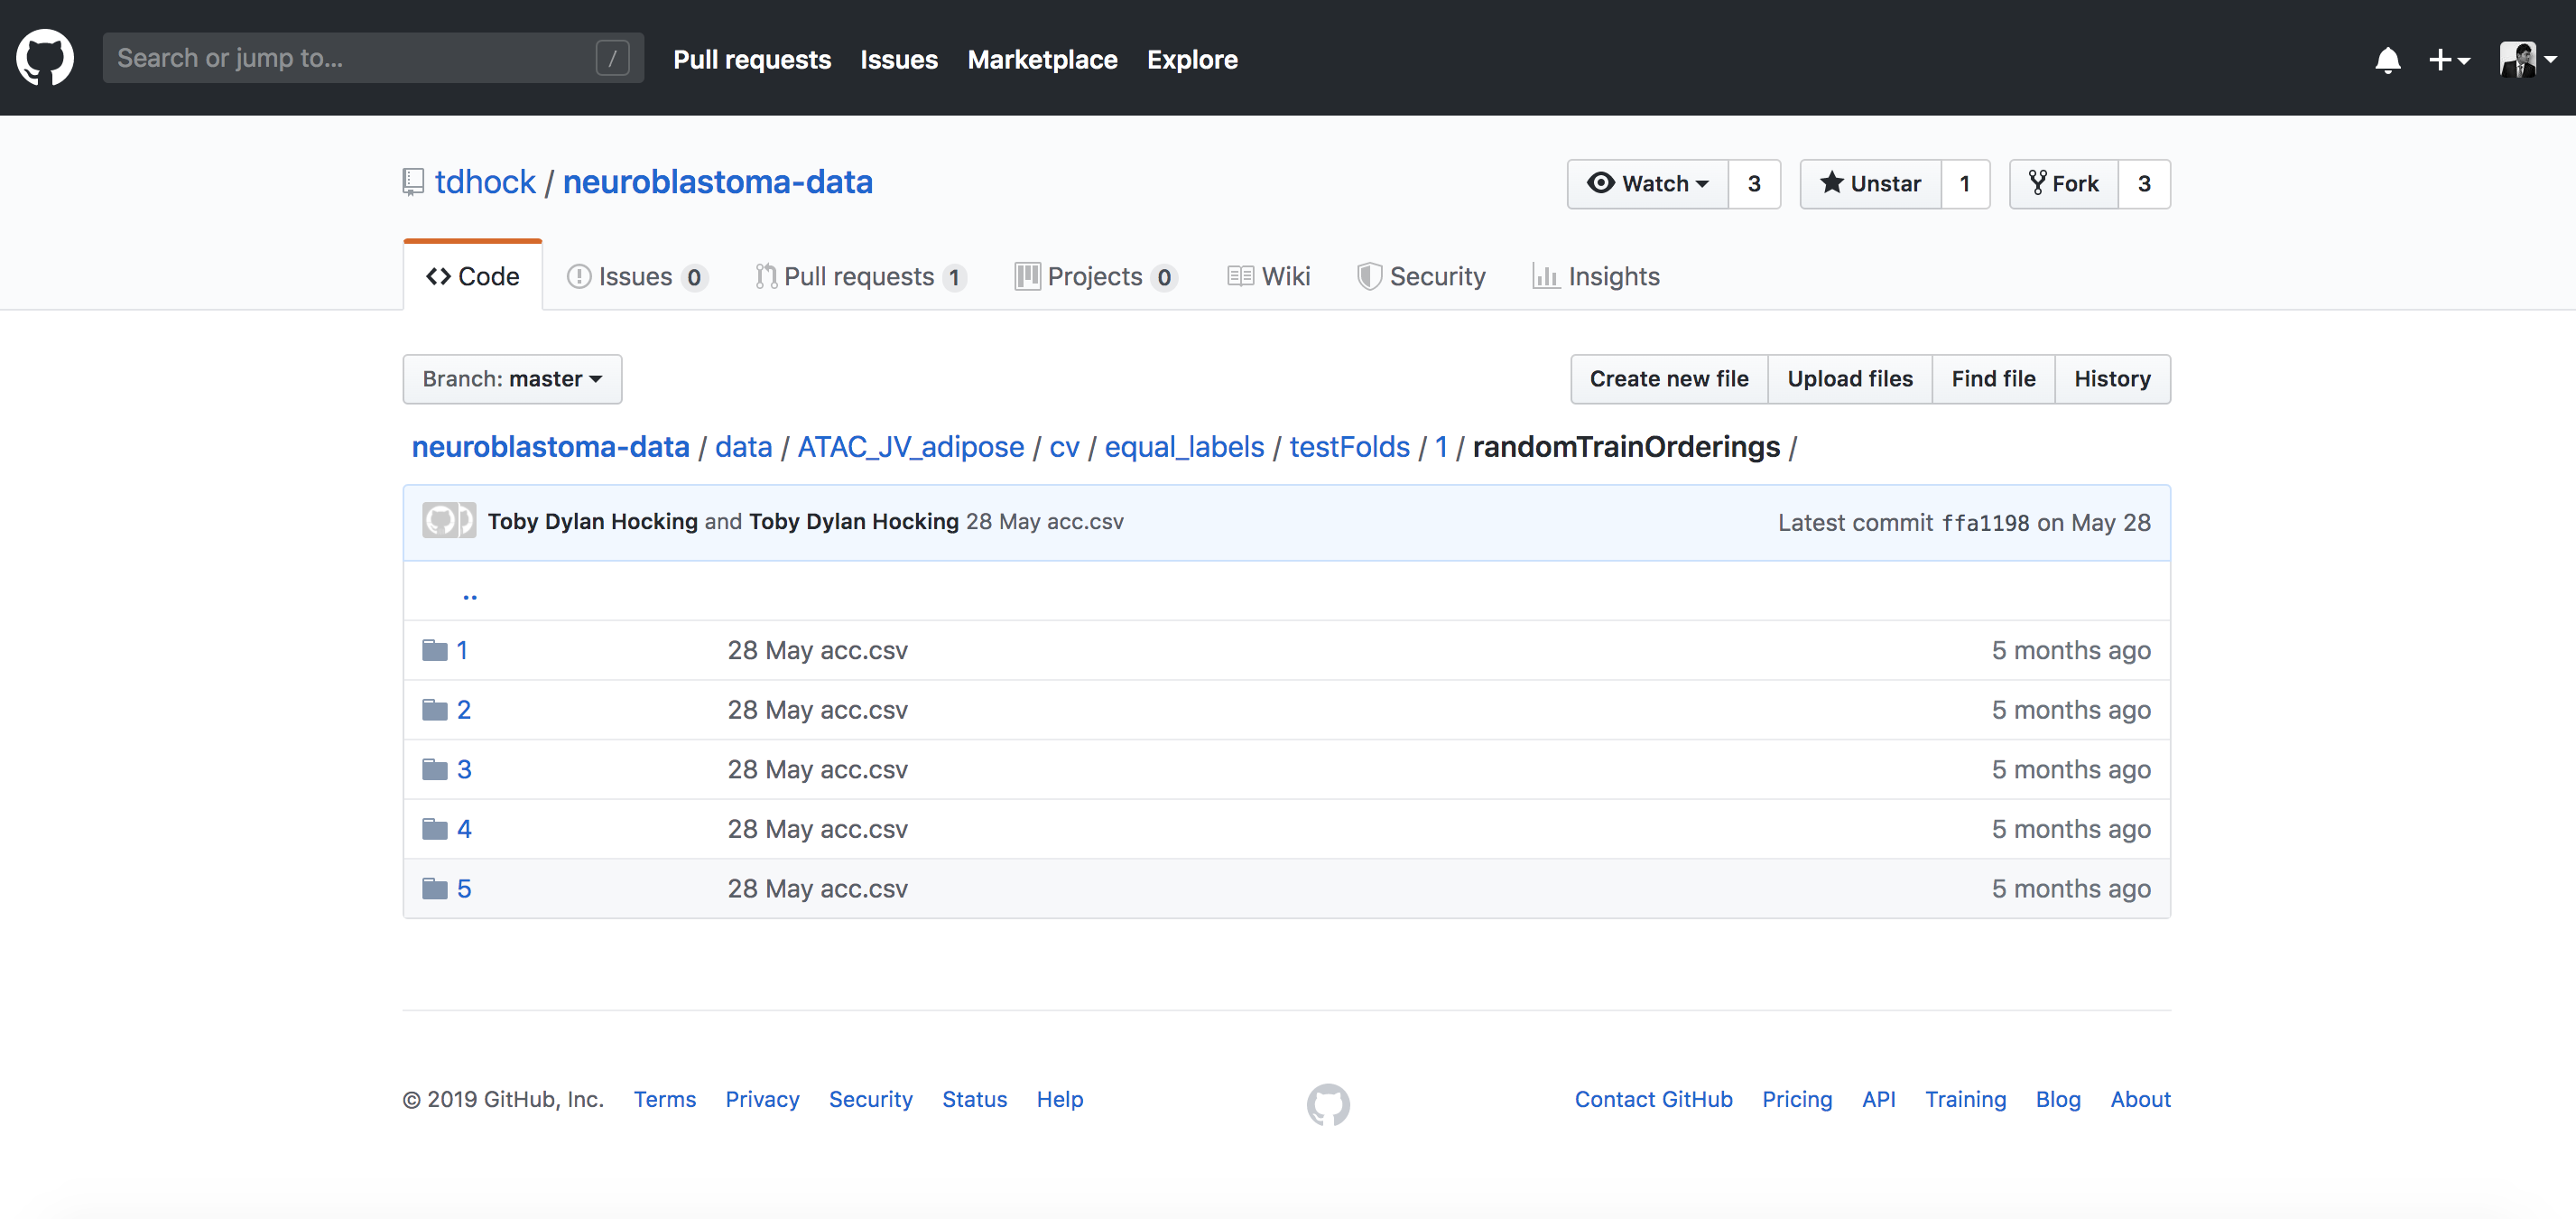 Search or jump to... / Pull requests Issues Marketplace Explore
tdhock / neuroblastoma-data Watch 3 Unstar 1 Fork 3
Code Issues 0 Pull requests 1 Projects 0 Wiki Security Insights
Branch: master Create new file Upload files Find file History
neuroblastoma-data / data / ATAC_JV_adipose / cv / equal_labels / testFolds / 1 / randomTrainOrderings /
Toby Dylan Hocking and Toby Dylan Hocking 28 May acc.csv Latest commit ffa1198 on May 28
..
1 28 May acc.csv 5 months ago
2 28 May acc.csv 5 months ago
3 28 May acc.csv 5 months ago
4 28 May acc.csv 5 months ago
5 28 May acc.csv 5 months ago
© 2019 GitHub, Inc. Terms Privacy Security Status Help Contact GitHub Pricing API Training Blog About